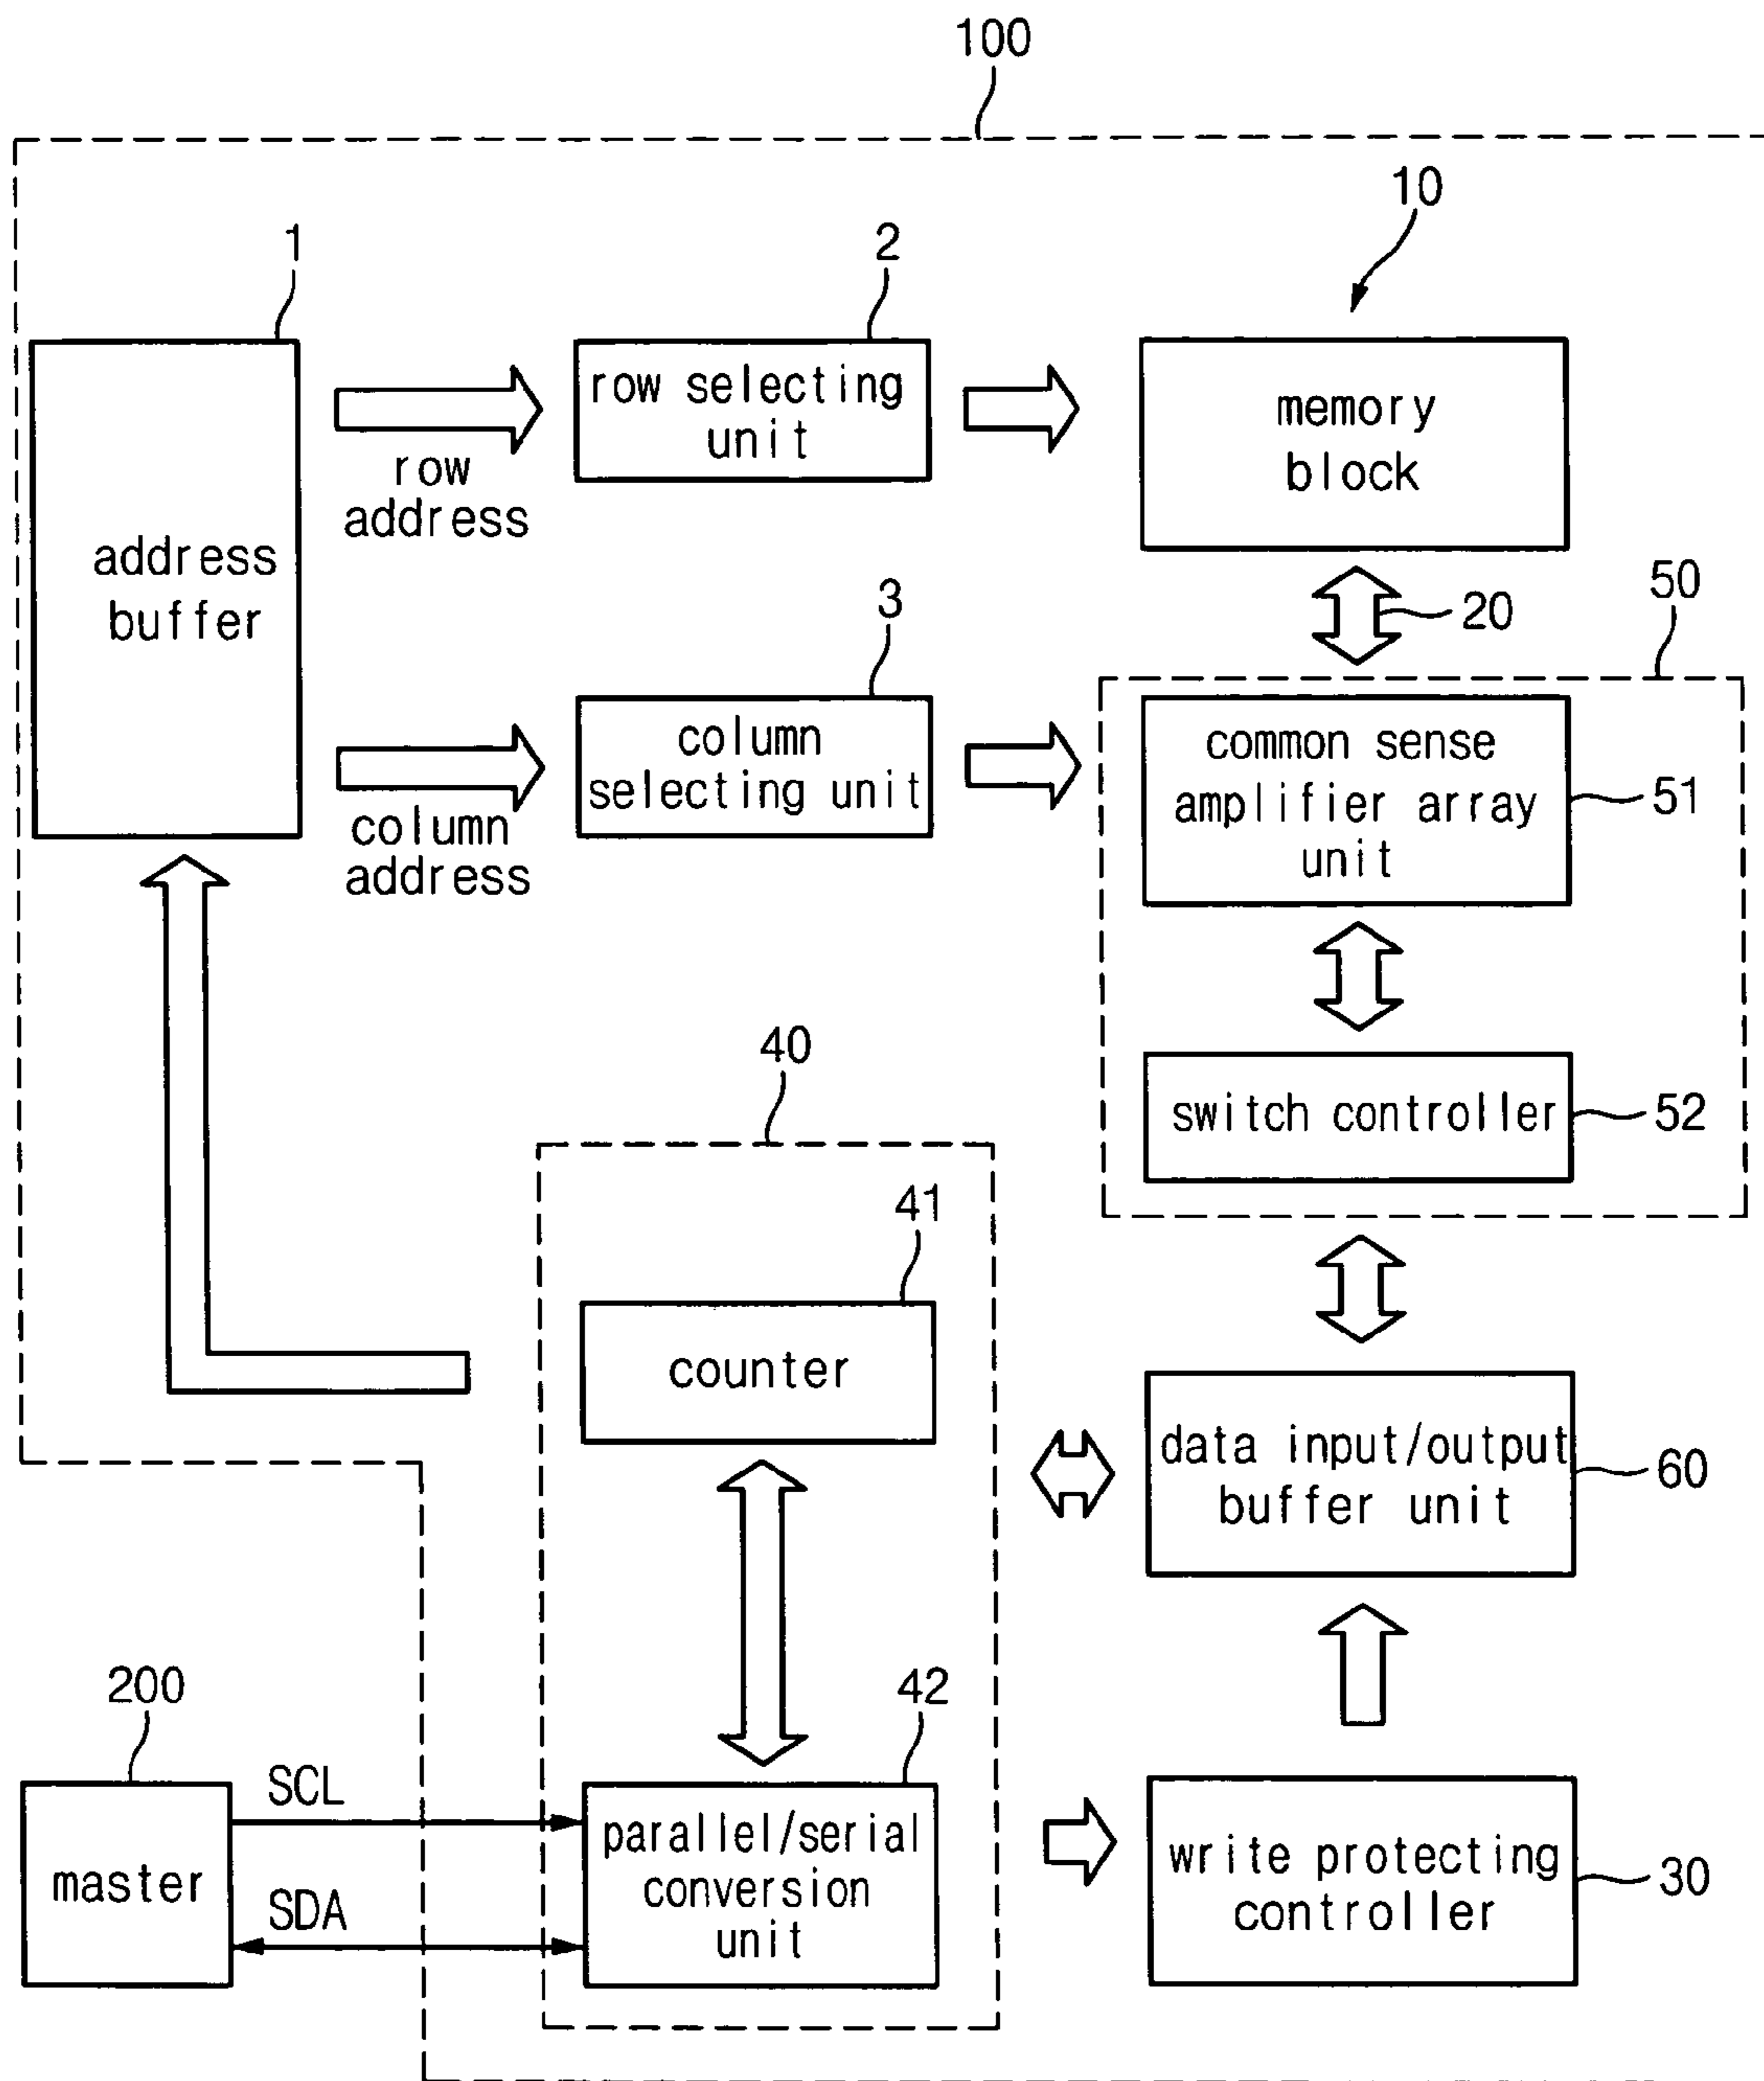 100
10
1
2
address
buffer
row
address
row selecting
unit
memory
block
20
50
3
column
address
column
selecting unit
common sense
amplifier array
unit
51
switch controller
52
40
41
counter
data input/output
buffer unit
60
200
master
SCL
SDA
42
parallel/serial
conversion
unit
write protecting
controller
30